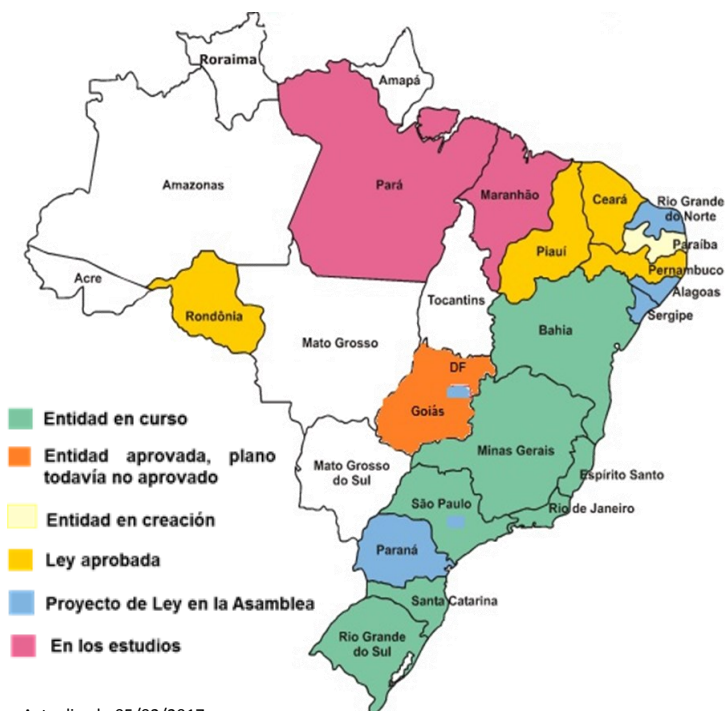 Roraima
Amapá
Amazonas
Pará
Maranhão
Ceará
Rio Grande
do Norte
Paraíba
Piauí
Pernambuco
Alagoas
Sergipe
Acre
Rondônia
Tocantins
Bahia
Mato Grosso
DF
Goiás
Minas Gerais
Mato Grosso
do Sul
Espírito Santo
São Paulo
Rio de Janeiro
Paraná
Santa Catarina
Rio Grande
do Sul
Entidad en curso
Entidad aprovada, plano
todavía no aprovado
Entidad en creación
Ley aprobada
Proyecto de Ley en la Asamblea
En los estudios